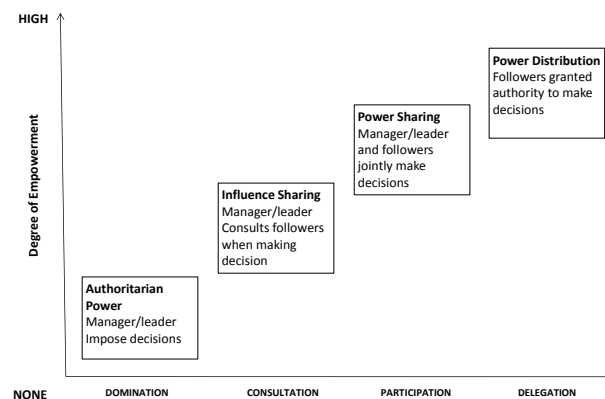 HIGH
Degree of Empowerment
Power Distribution
Followers granted
authority to make
decisions
Power Sharing
Manager/leader
and followers
jointly make
decisions
Influence Sharing
Manager/leader
Consults followers
when making
decision
Authoritarian
Power
Manager/leader
Impose decisions
NONE
DOMINATION
CONSULTATION
PARTICIPATION
DELEGATION